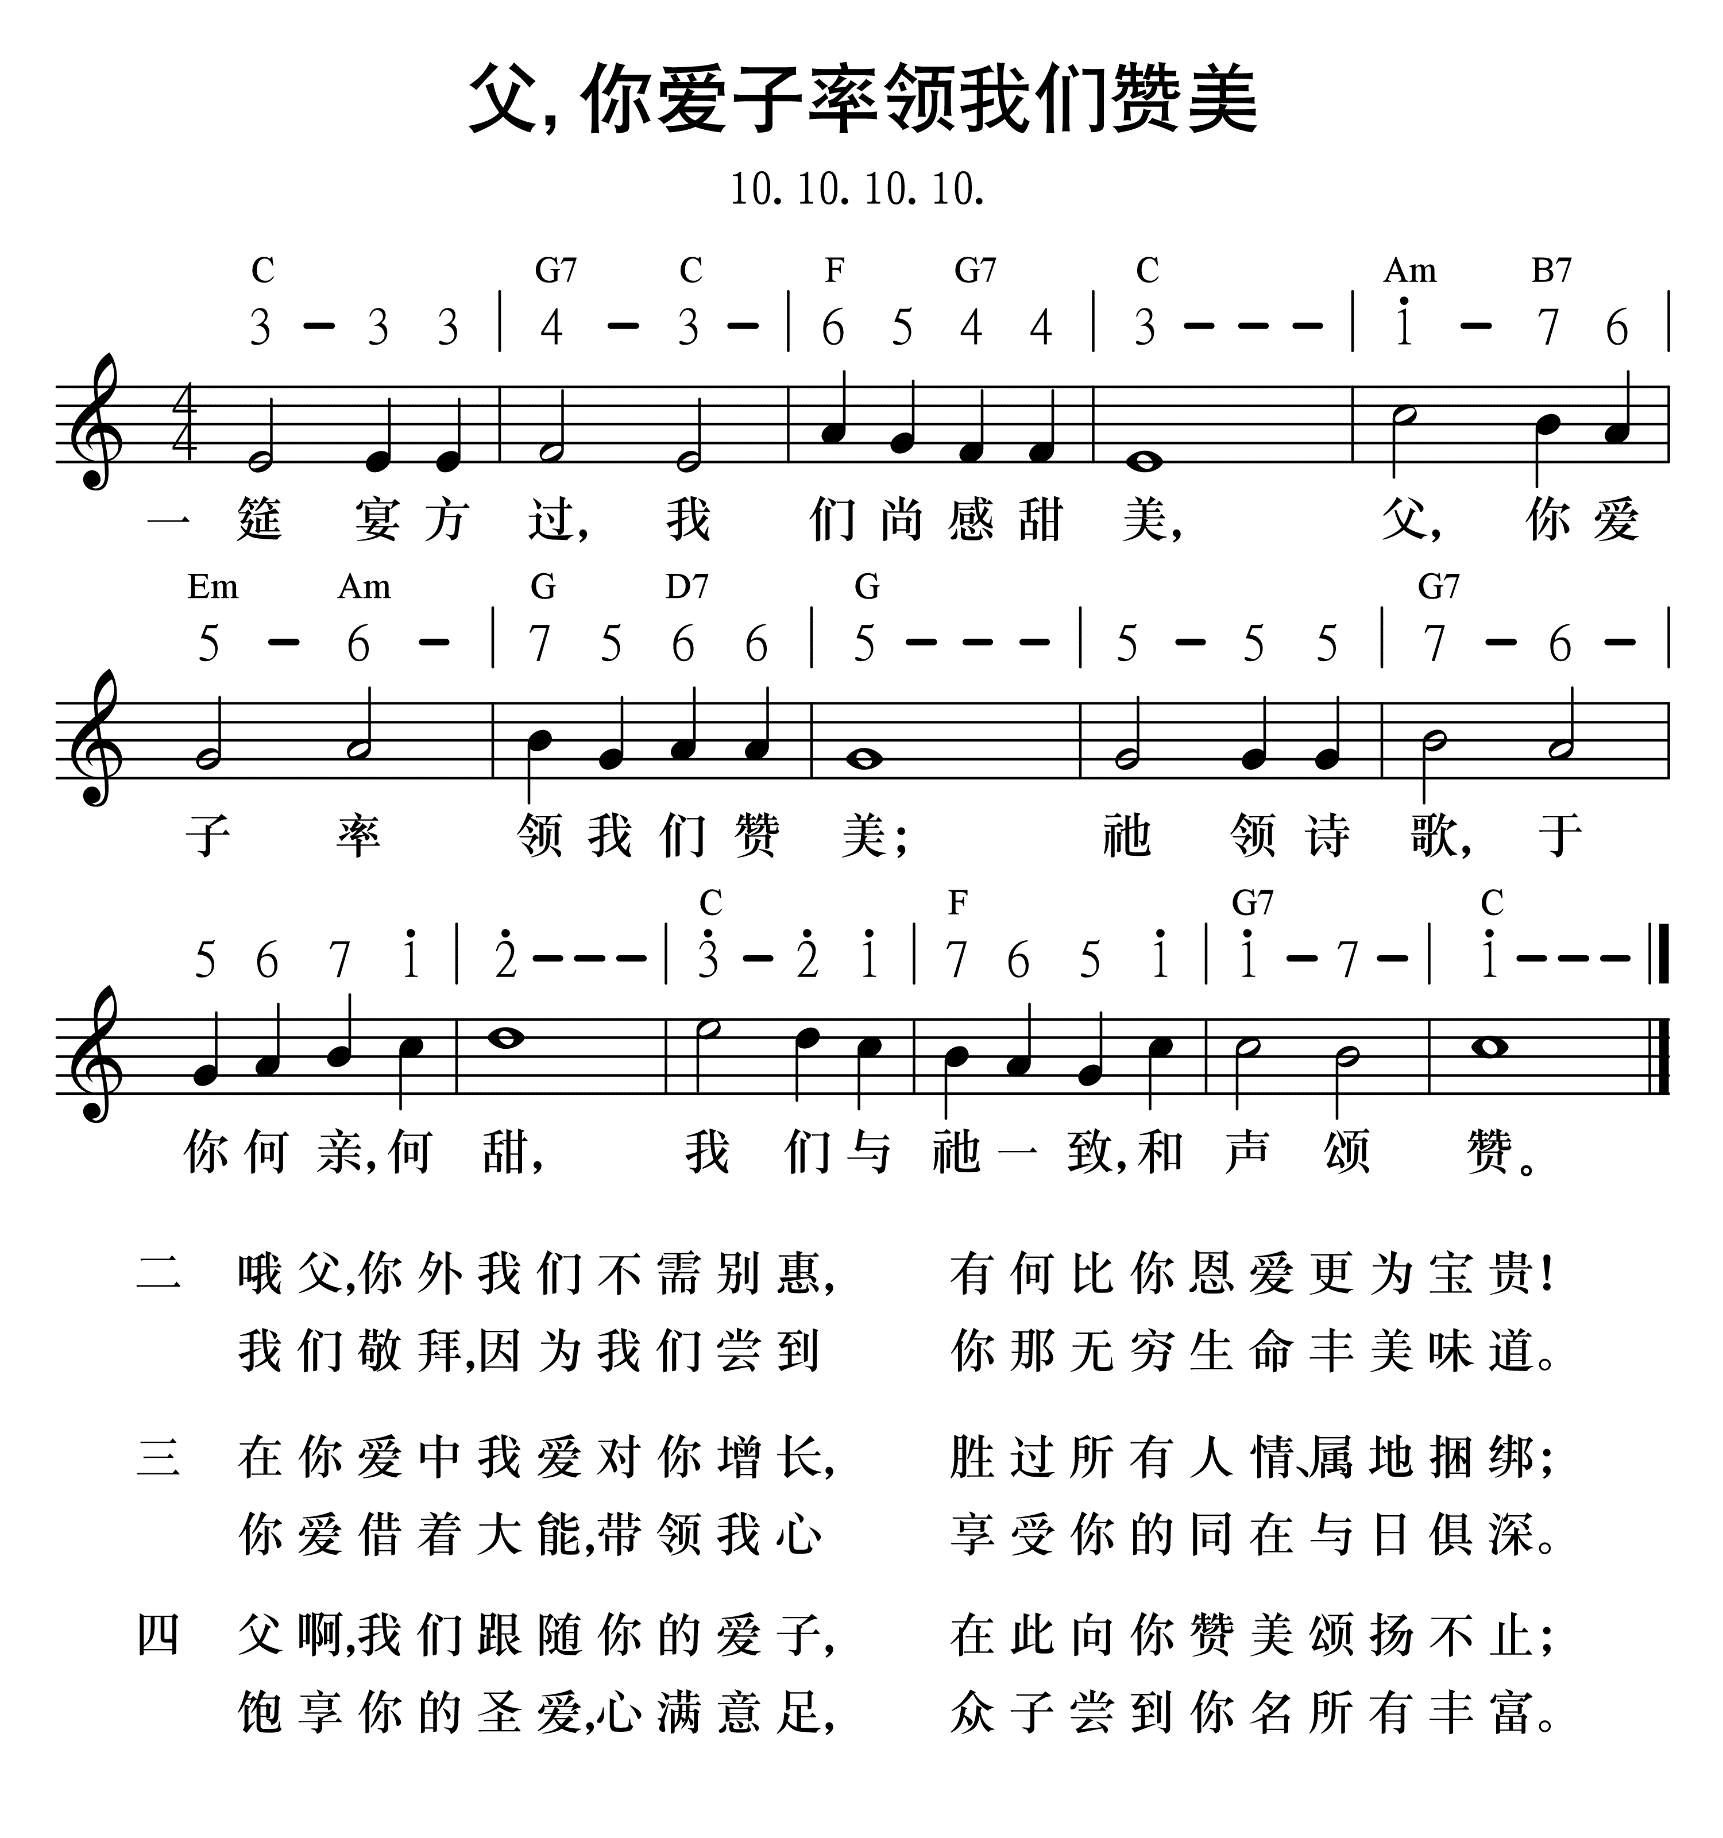 父,你爱子率领我们赞美
10. 10. 10. 10.
C G7 C F G7 C Am B7
3 - 3 3 | 4 - 3 - | 6 5 4 4 | 3 - - - | 1̇ - 7 6 |
4
4
一 筵 宴 方 过, 我 们 尚 感 甜 美, 父, 你 爱
Em Am G D7 G G7
5 - 6 - | 7 5 6 6 | 5 - - - | 5 - 5 5 | 7 - 6 - |
子 率 领 我 们 赞 美; 祂 领 诗 歌, 于
C F G7 C
5 6 7 1̇ | 2̇ - - - | 3̇ - 2̇ 1̇ | 7 6 5 1̇ | 1̇ - 7 - | 1̇ - - - ‖
你 何 亲, 何 甜, 我 们 与 祂 一 致, 和 声 颂 赞。
二 哦父,你外我们不需别惠, 有何比你恩爱更为宝贵!
我们敬拜,因为我们尝到 你那无穷生命丰美味道。
三 在你爱中我爱对你增长, 胜过所有人情、属地捆绑;
你爱借着大能,带领我心 享受你的同在与日俱深。
四 父啊,我们跟随你的爱子, 在此向你赞美颂扬不止;
饱享你的圣爱,心满意足, 众子尝到你名所有丰富。